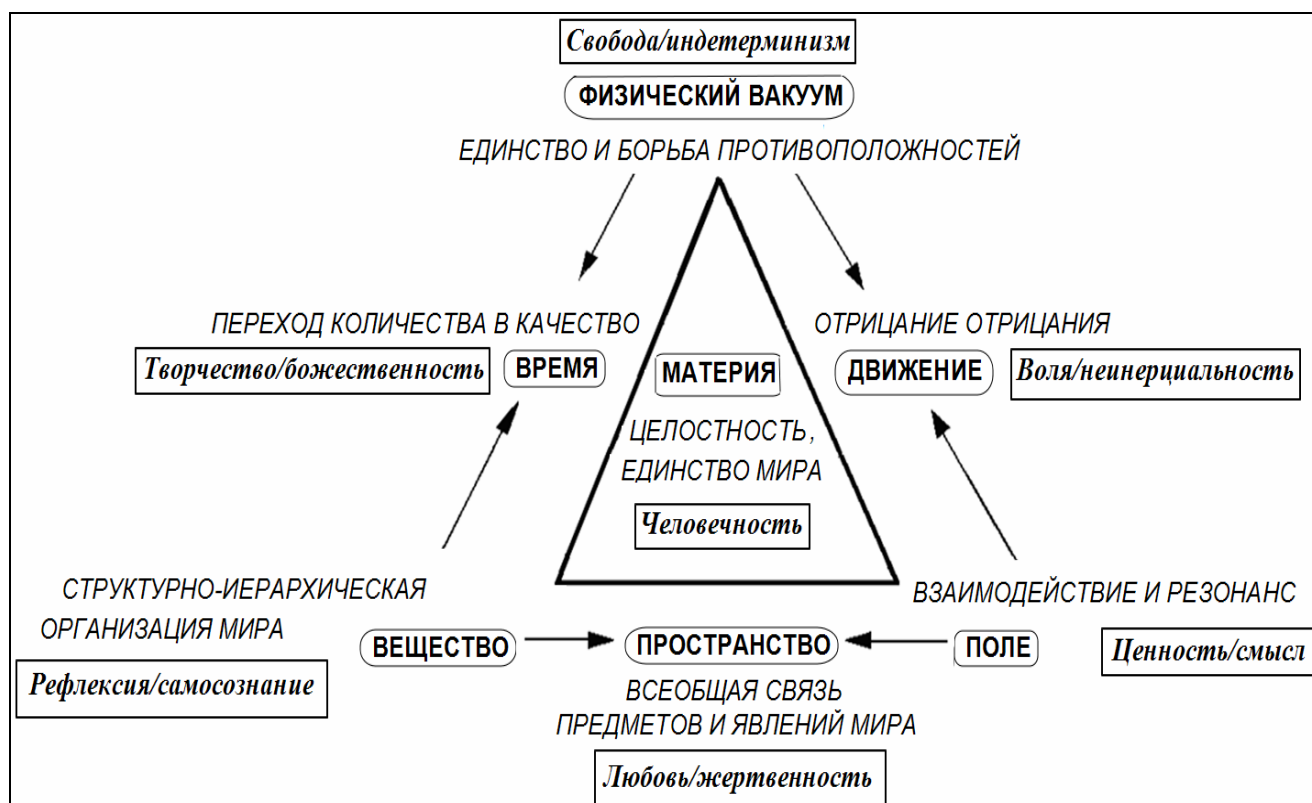 Свобода/индетерминизм
ФИЗИЧЕСКИЙ ВАКУУМ
ЕДИНСТВО И БОРЬБА ПРОТИВОПОЛОЖНОСТЕЙ
ПЕРЕХОД КОЛИЧЕСТВА В КАЧЕСТВО
ОТРИЦАНИЕ ОТРИЦАНИЯ
Творчество/божественность
ВРЕМЯ
МАТЕРИЯ
ДВИЖЕНИЕ
Воля/неинерциальность
ЦЕЛОСТНОСТЬ,
ЕДИНСТВО МИРА
Человечность
СТРУКТУРНО-ИЕРАРХИЧЕСКАЯ
ОРГАНИЗАЦИЯ МИРА
ВЗАИМОДЕЙСТВИЕ И РЕЗОНАНС
ВЕЩЕСТВО
ПРОСТРАНСТВО
ПОЛЕ
Ценность/смысл
Рефлексия/самосознание
ВСЕОБЩАЯ СВЯЗЬ
ПРЕДМЕТОВ И ЯВЛЕНИЙ МИРА
Любовь/жертвенность